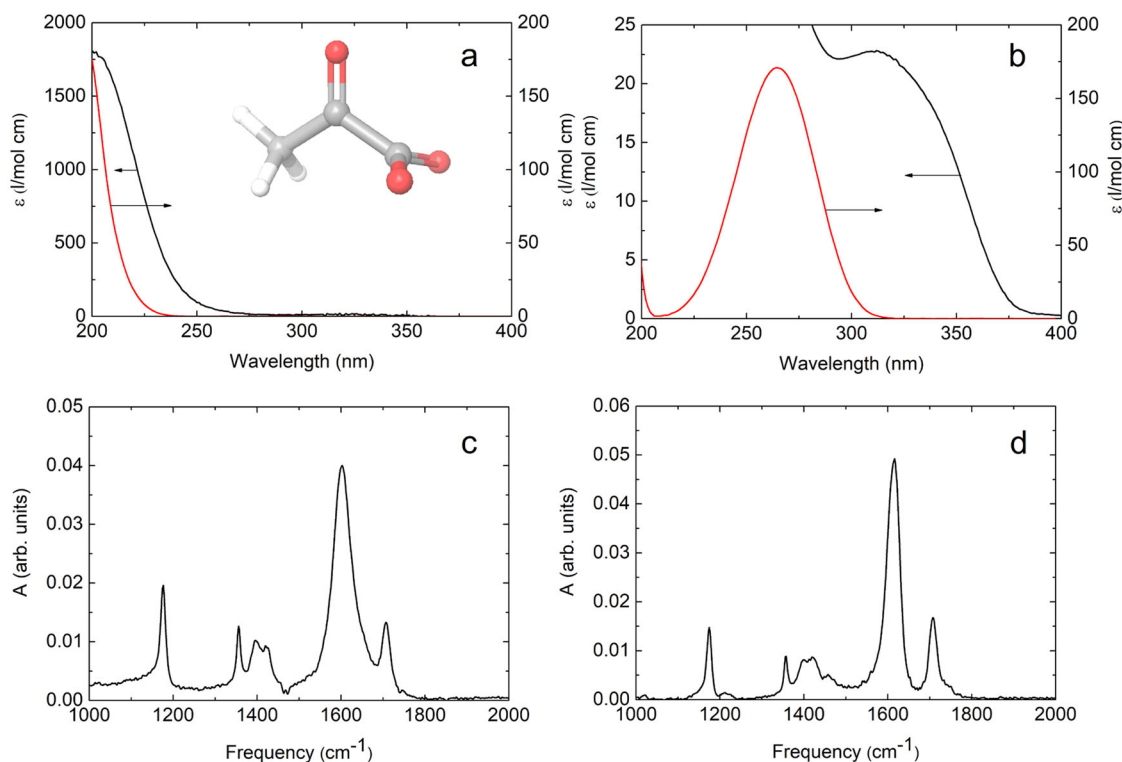 a
2000
1750
1500
1250
1000
750
500
250
0
200
150
100
50
0
ε (l/mol cm)
ε (l/mol cm)
200 250 300 350 400
Wavelength (nm)
b
25
20
15
10
5
0
200
150
100
50
0
ε (l/mol cm)
ε (l/mol cm)
200 250 300 350 400
Wavelength (nm)
c
0.05
0.04
0.03
0.02
0.01
0.00
A (arb. units)
1000 1200 1400 1600 1800 2000
Frequency (cm⁻¹)
d
0.06
0.05
0.04
0.03
0.02
0.01
0.00
A (arb. units)
1000 1200 1400 1600 1800 2000
Frequency (cm⁻¹)